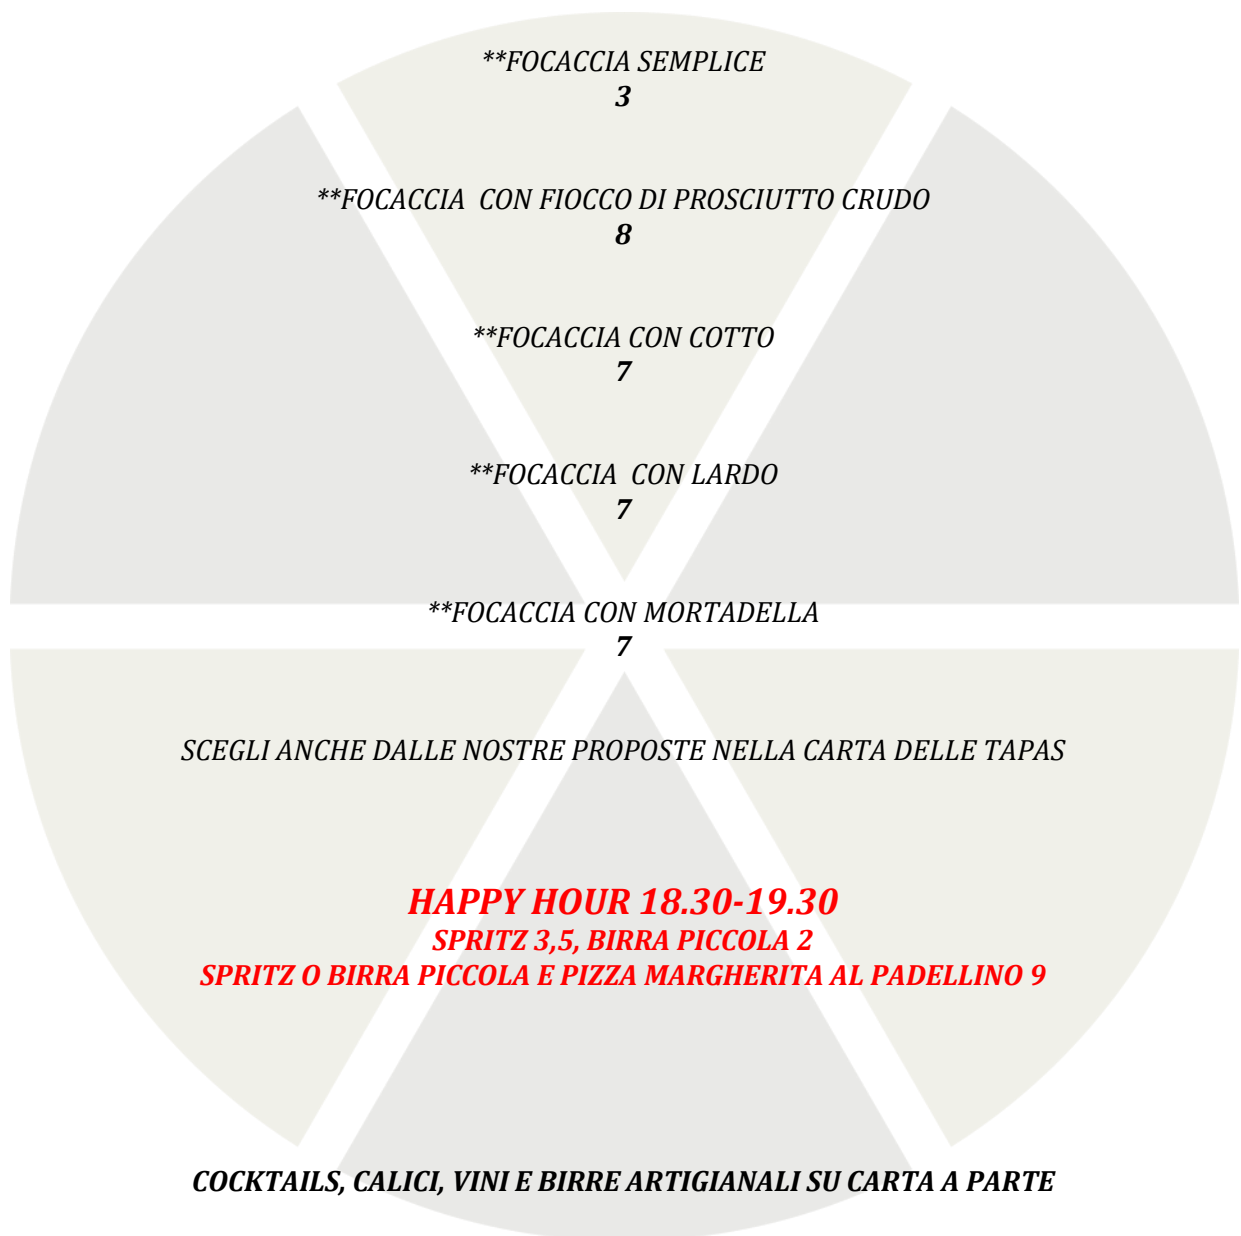 **FOCACCIA SEMPLICE
3
**FOCACCIA CON FIOCCO DI PROSCIUTTO CRUDO
8
**FOCACCIA CON COTTO
7
**FOCACCIA CON LARDO
7
**FOCACCIA CON MORTADELLA
7
SCEGLI ANCHE DALLE NOSTRE PROPOSTE NELLA CARTA DELLE TAPAS
HAPPY HOUR 18.30-19.30
SPRITZ 3,5, BIRRA PICCOLA 2
SPRITZ O BIRRA PICCOLA E PIZZA MARGHERITA AL PADELLINO 9
COCKTAILS, CALICI, VINI E BIRRE ARTIGIANALI SU CARTA A PARTE